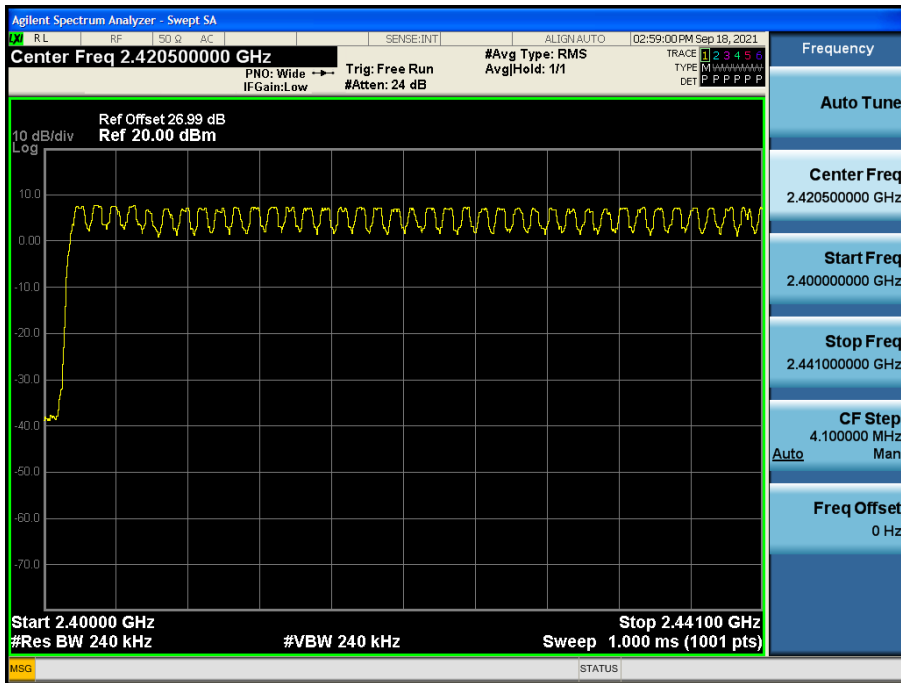 Agilent Spectrum Analyzer - Swept SA
LXI RL RF 50 Ω AC SENSE:INT ALIGN AUTO 02:59:00 PM Sep 18, 2021
Center Freq 2.420500000 GHz
PNO: Wide
IFGain:Low
Trig: Free Run
#Atten: 24 dB
#Avg Type: RMS
Avg|Hold: 1/1
TRACE 1 2 3 4 5 6
TYPE M WWWWW
DET P P P P P P
Ref Offset 26.99 dB
10 dB/div Ref 20.00 dBm
Log
10.0
0.00
-10.0
-20.0
-30.0
-40.0
-50.0
-60.0
-70.0
Start 2.40000 GHz Stop 2.44100 GHz
#Res BW 240 kHz #VBW 240 kHz Sweep 1.000 ms (1001 pts)
MSG STATUS
Frequency
Auto Tune
Center Freq
2.420500000 GHz
Start Freq
2.400000000 GHz
Stop Freq
2.441000000 GHz
CF Step
4.100000 MHz
Auto Man
Freq Offset
0 Hz